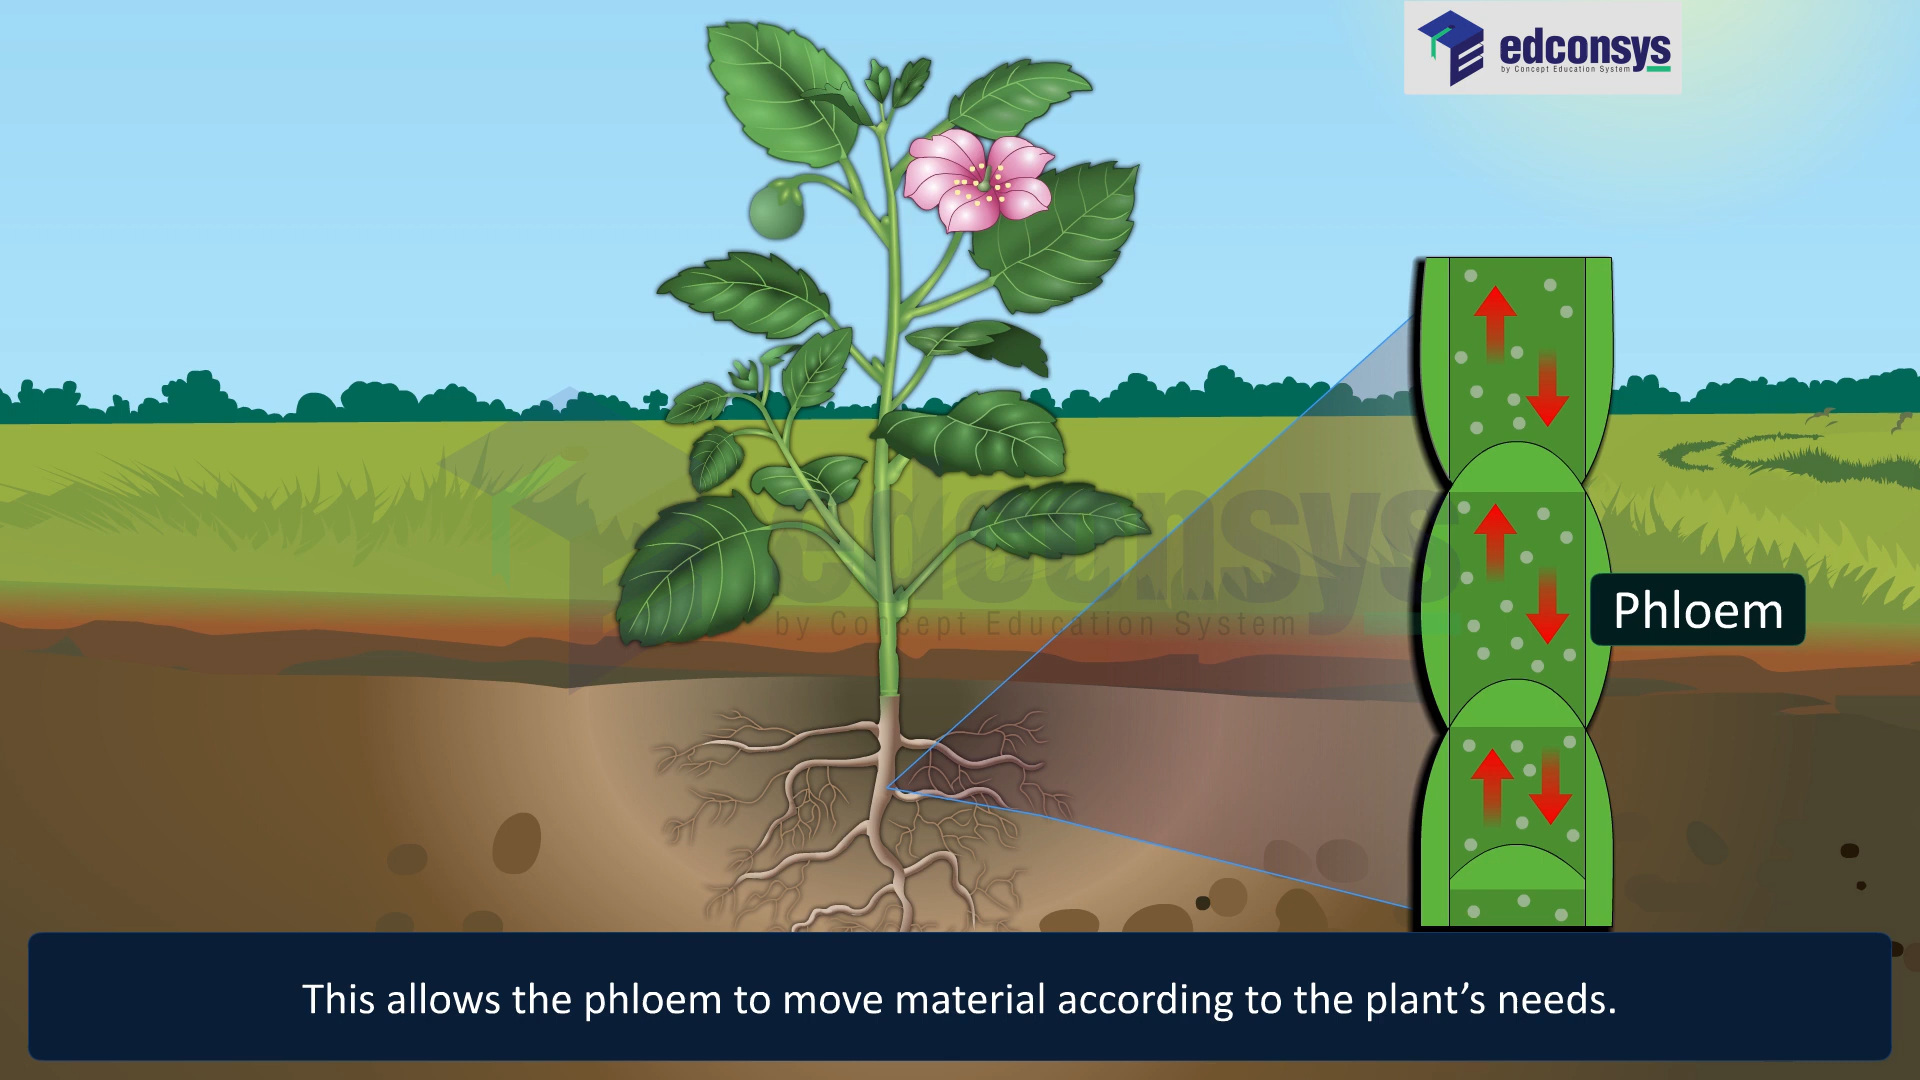 edconsys
by Concept Education System
edconsys
by Concept Education System
Phloem
This allows the phloem to move material according to the plant’s needs.